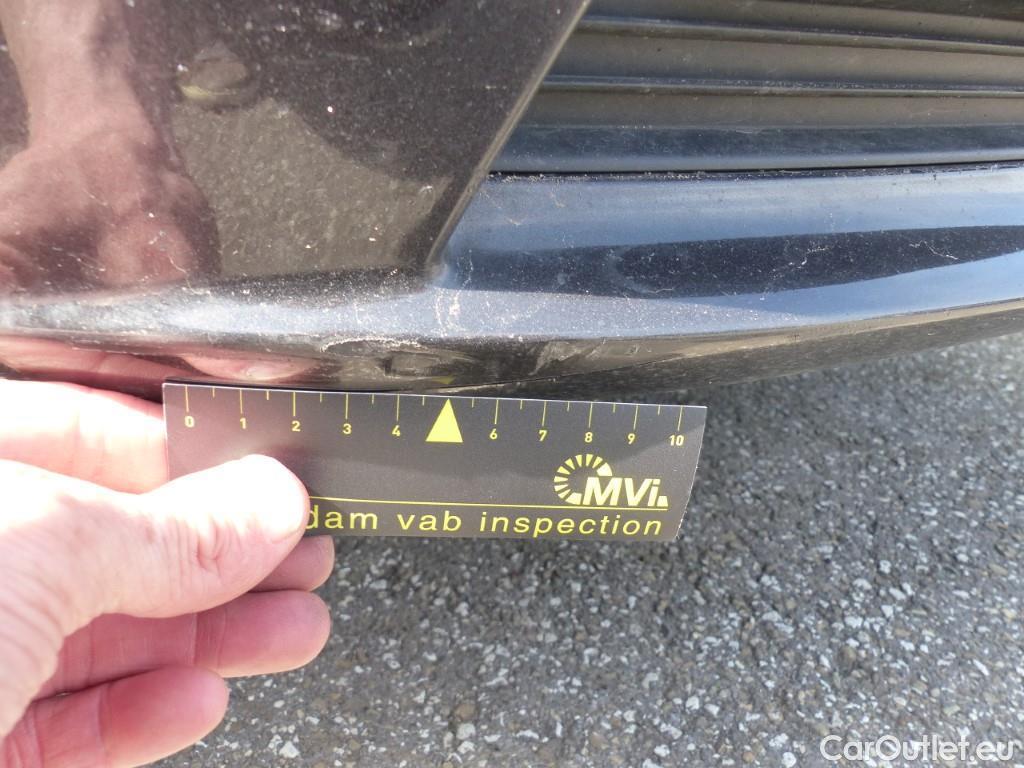 0 1 2 3 4 6 7 8 9 10
MVi
dam vab inspection
CarOutlet.eu